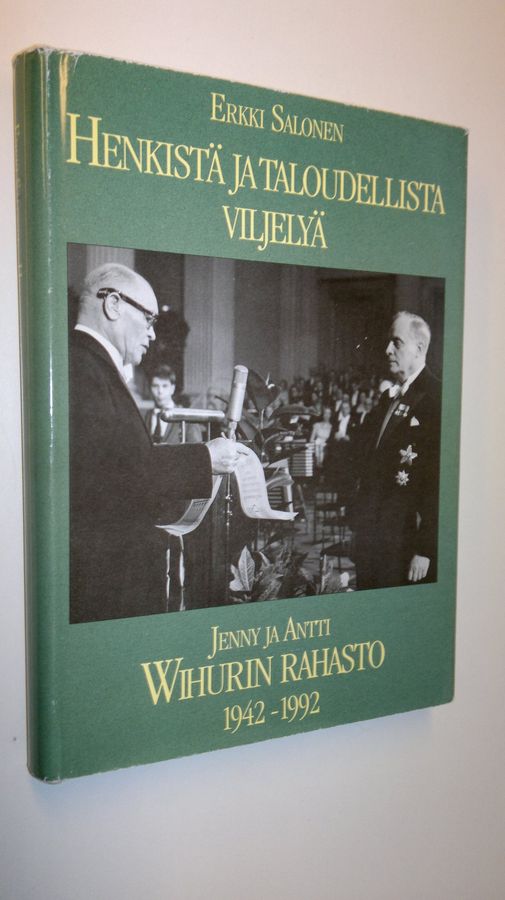 ERKKI SALONEN
HENKISTÄ JA TALOUDELLISTA
VILJELYÄ
JENNY JA ANTTI
WIHURIN RAHASTO
1942-1992